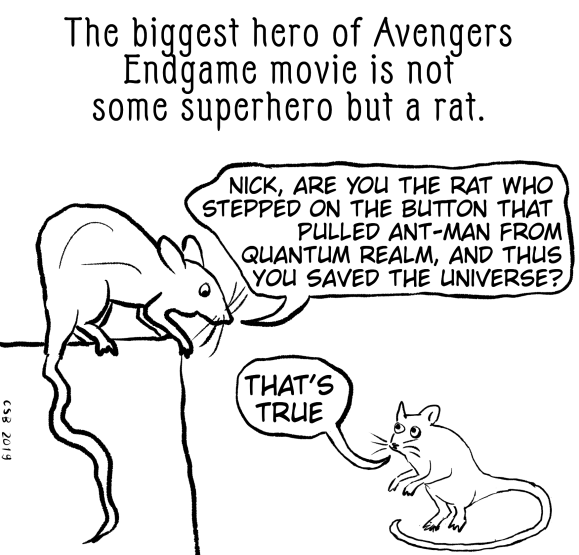 The biggest hero of Avengers
Endgame movie is not
some superhero but a rat.
NICK, ARE YOU THE RAT WHO
STEPPED ON THE BUTTON THAT
PULLED ANT-MAN FROM
QUANTUM REALM, AND THUS
YOU SAVED THE UNIVERSE?
THAT'S
TRUE
CSB 2019